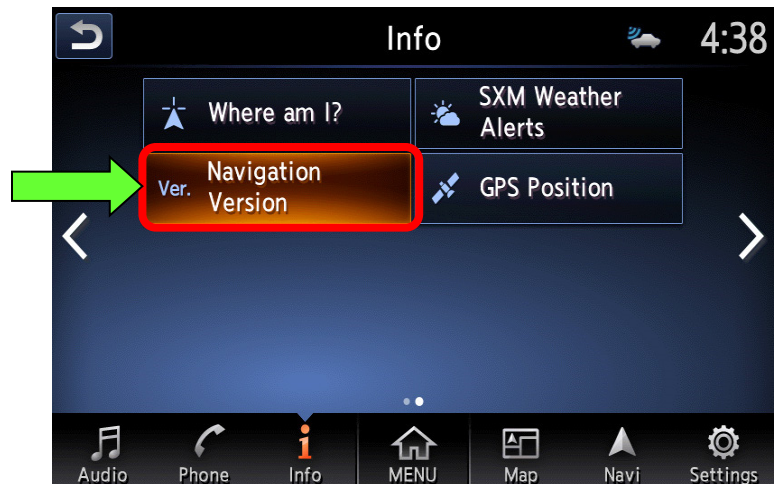 Info
4:38
Where am I?
SXM Weather
Alerts
Ver.
Navigation
Version
GPS Position
Audio
Phone
Info
MENU
Map
Navi
Settings